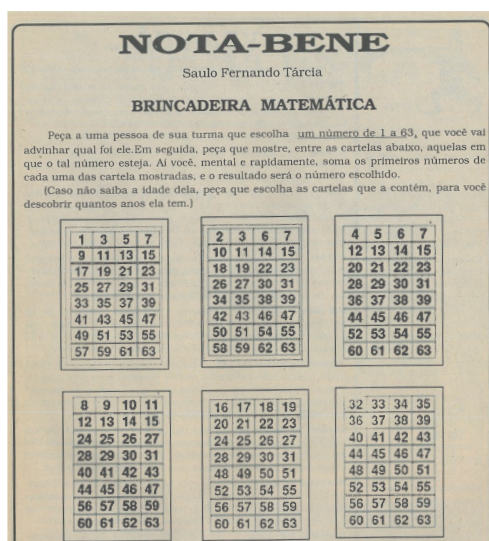 NOTA-BENE
Saulo Fernando Tárcia
BRINCADEIRA MATEMÁTICA
Peça a uma pessoa de sua turma que escolha um número de 1 a 63, que você vai
advinhar qual foi ele.Em seguida, peça que mostre, entre as cartelas abaixo, aquelas em
que o tal número esteja. Aí você, mental e rapidamente, soma os primeiros números de
cada uma das cartela mostradas, e o resultado será o número escolhido.
(Caso não saiba a idade dela, peça que escolha as cartelas que a contém, para você
descobrir quantos anos ela tem.)
1 3 5 7
9 11 13 15
17 19 21 23
25 27 29 31
33 35 37 39
41 43 45 47
49 51 53 55
57 59 61 63
2 3 6 7
10 11 14 15
18 19 22 23
26 27 30 31
34 35 38 39
42 43 46 47
50 51 54 55
58 59 62 63
4 5 6 7
12 13 14 15
20 21 22 23
28 29 30 31
36 37 38 39
44 45 46 47
52 53 54 55
60 61 62 63
8 9 10 11
12 13 14 15
24 25 26 27
28 29 30 31
40 41 42 43
44 45 46 47
56 57 58 59
60 61 62 63
16 17 18 19
20 21 22 23
24 25 26 27
28 29 30 31
48 49 50 51
52 53 54 55
56 57 58 59
60 61 62 63
32 33 34 35
36 37 38 39
40 41 42 43
44 45 46 47
48 49 50 51
52 53 54 55
56 57 58 59
60 61 62 63